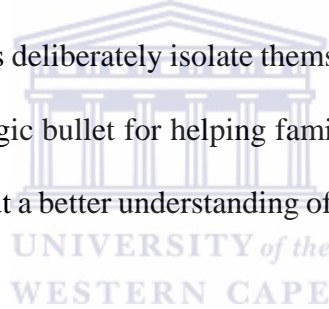 s deliberately isolate thems
gic bullet for helping fami
t a better understanding of
UNIVERSITY of the
WESTERN CAPE